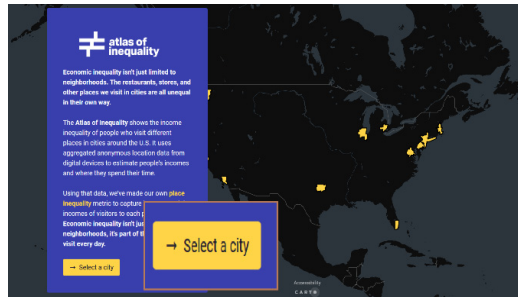 atlas of
inequality
Economic inequality isn't just limited to
neighborhoods. The restaurants, stores, and
other places we visit in cities are all unequal
in their own way.
The Atlas of Inequality shows the income
inequality of people who visit different
places in cities around the U.S. It uses
aggregated anonymous location data from
digital devices to estimate people's incomes
and where they spend their time.
Using that data, we've made our own place
inequality metric to capture
incomes of visitors to each
Economic inequality isn't jus
neighborhoods, it's part of th
visit every day.
→ Select a city
→ Select a city
CARTO